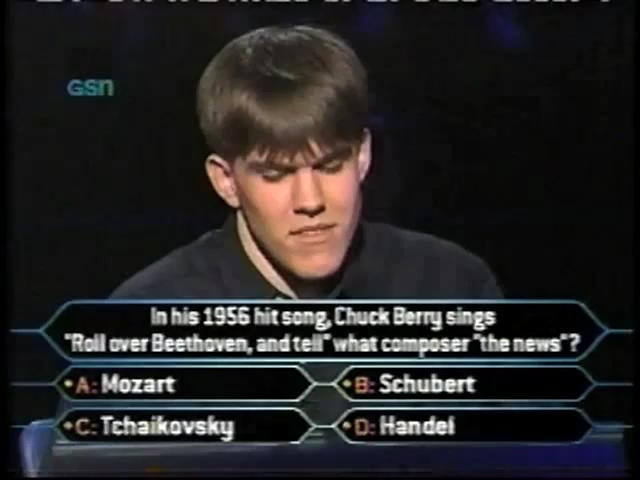 GSN
In his 1956 hit song, Chuck Berry sings
"Roll over Beethoven, and tell" what composer "the news"?
A: Mozart
B: Schubert
C: Tchaikovsky
D: Handel